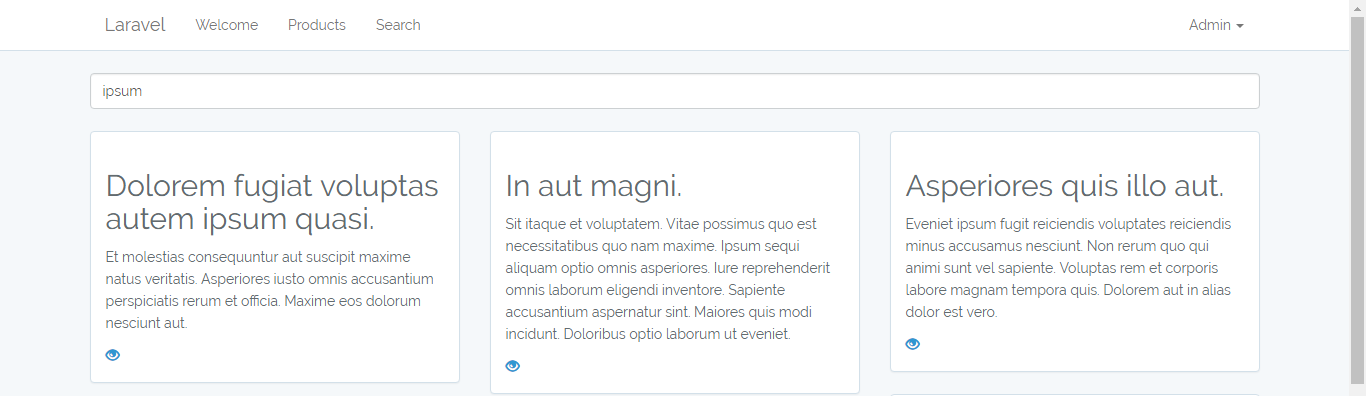 Laravel Welcome Products Search Admin
ipsum
Dolorem fugiat voluptas
autem ipsum quasi.
Et molestias consequuntur aut suscipit maxime
natus veritatis. Asperiores iusto omnis accusantium
perspiciatis rerum et officia. Maxime eos dolorum
nesciunt aut.
In aut magni.
Sit itaque et voluptatem. Vitae possimus quo est
necessitatibus quo nam maxime. Ipsum sequi
aliquam optio omnis asperiores. Iure reprehenderit
omnis laborum eligendi inventore. Sapiente
accusantium aspernatur sint. Maiores quis modi
incidunt. Doloribus optio laborum ut eveniet.
Asperiores quis illo aut.
Eveniet ipsum fugit reiciendis voluptates reiciendis
minus accusamus nesciunt. Non rerum quo qui
animi sunt vel sapiente. Voluptas rem et corporis
labore magnam tempora quis. Dolorem aut in alias
dolor est vero.